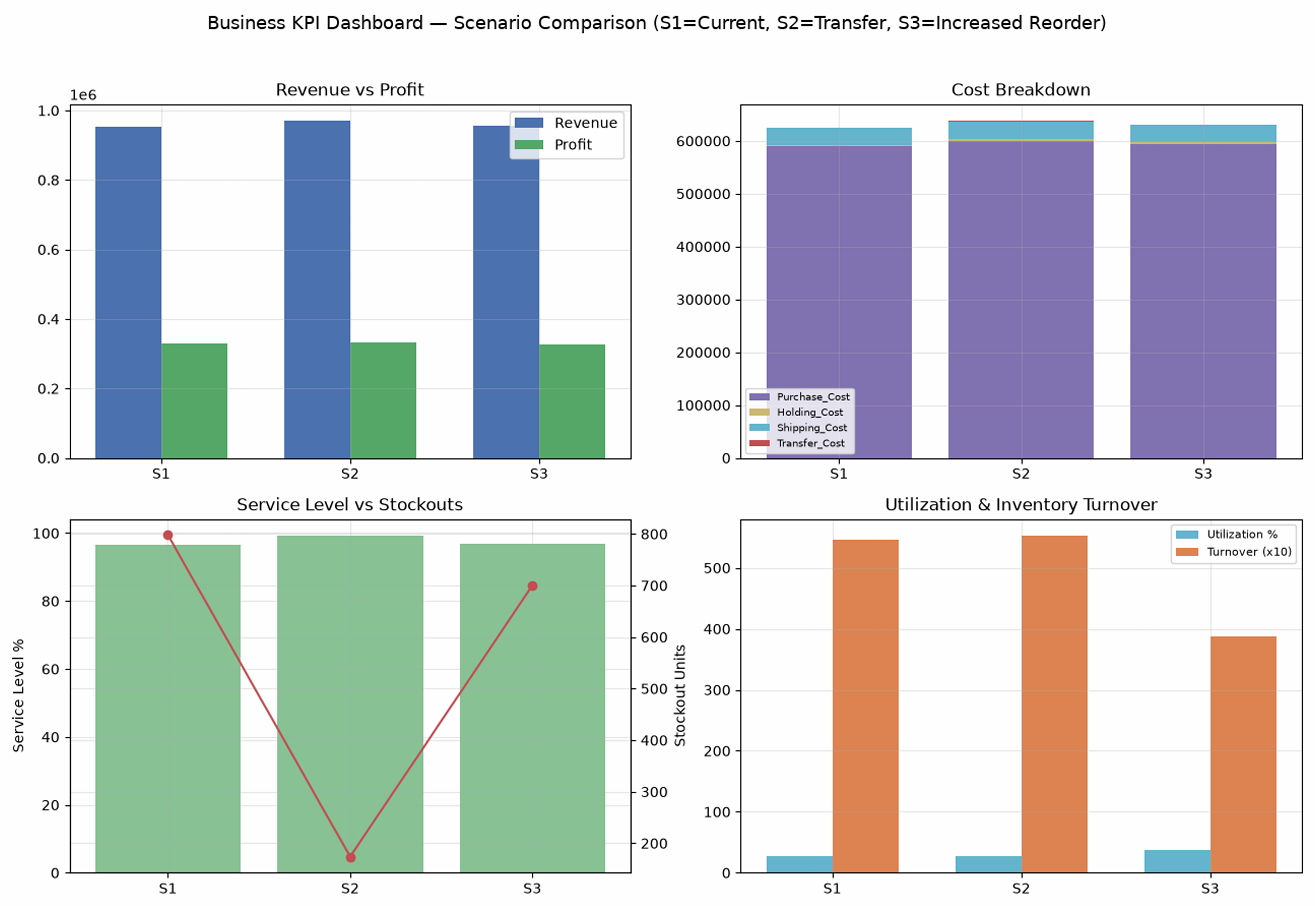 Business KPI Dashboard — Scenario Comparison (S1=Current, S2=Transfer, S3=Increased Reorder)
Revenue vs Profit
1e6
1.0
0.8
0.6
0.4
0.2
0.0
S1
S2
S3
Revenue
Profit
Cost Breakdown
600000
500000
400000
300000
200000
100000
0
S1
S2
S3
Purchase_Cost
Holding_Cost
Shipping_Cost
Transfer_Cost
Service Level vs Stockouts
Service Level %
100
80
60
40
20
0
S1
S2
S3
800
700
600
500
400
300
200
Stockout Units
Utilization & Inventory Turnover
500
400
300
200
100
0
S1
S2
S3
Utilization %
Turnover (x10)